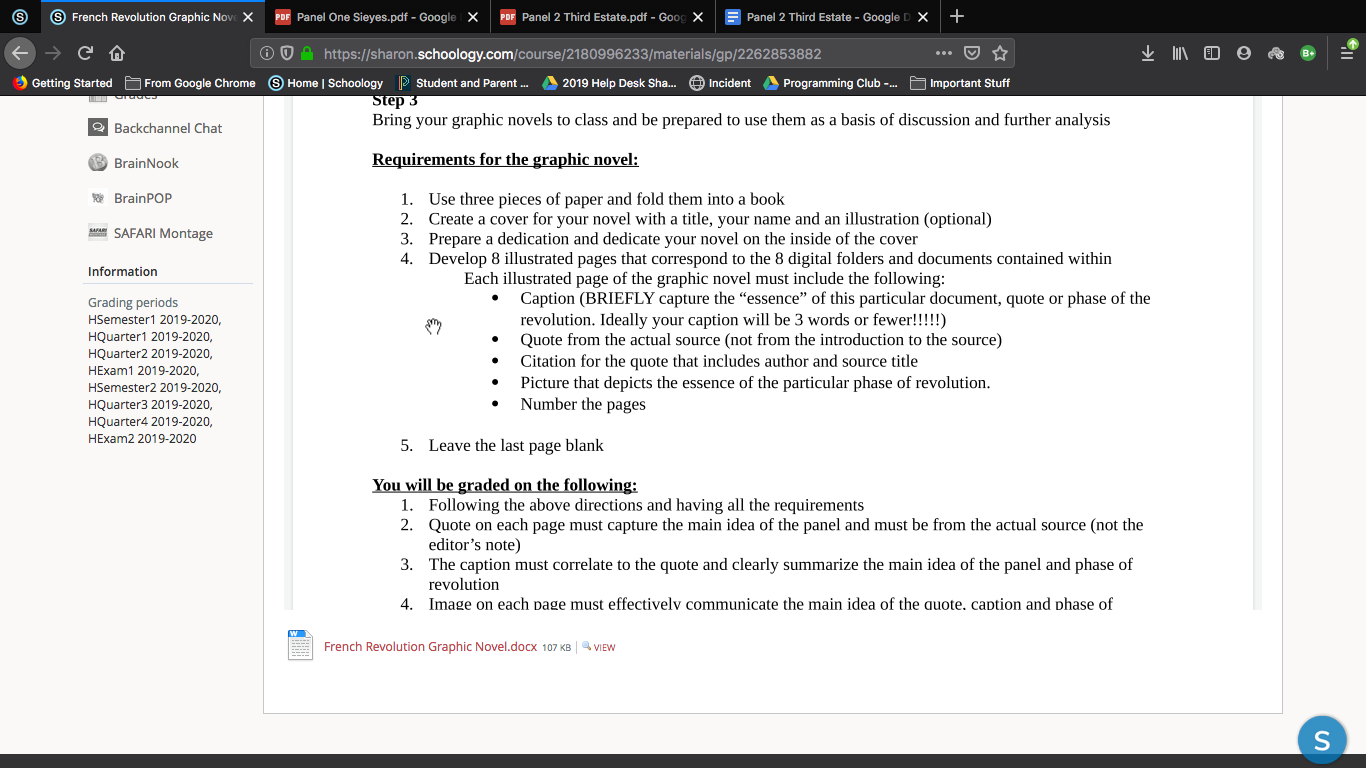 French Revolution Graphic Nove
Panel One Sieyes.pdf - Google
Panel 2 Third Estate.pdf - Goog
Panel 2 Third Estate - Google D
https://sharon.schoology.com/course/2180996233/materials/gp/2262853882
Getting Started
From Google Chrome
Home | Schoology
Student and Parent ...
2019 Help Desk Sha...
Incident
Programming Club -...
Important Stuff
Grades
Backchannel Chat
BrainNook
BrainPOP
SAFARI Montage
Information
Grading periods
HSemester1 2019-2020,
HQuarter1 2019-2020,
HQuarter2 2019-2020,
HExam1 2019-2020,
HSemester2 2019-2020,
HQuarter3 2019-2020,
HQuarter4 2019-2020,
HExam2 2019-2020
Step 3
Bring your graphic novels to class and be prepared to use them as a basis of discussion and further analysis
Requirements for the graphic novel:
1. Use three pieces of paper and fold them into a book
2. Create a cover for your novel with a title, your name and an illustration (optional)
3. Prepare a dedication and dedicate your novel on the inside of the cover
4. Develop 8 illustrated pages that correspond to the 8 digital folders and documents contained within
Each illustrated page of the graphic novel must include the following:
• Caption (BRIEFLY capture the “essence” of this particular document, quote or phase of the
revolution. Ideally your caption will be 3 words or fewer!!!!!)
• Quote from the actual source (not from the introduction to the source)
• Citation for the quote that includes author and source title
• Picture that depicts the essence of the particular phase of revolution.
• Number the pages
5. Leave the last page blank
You will be graded on the following:
1. Following the above directions and having all the requirements
2. Quote on each page must capture the main idea of the panel and must be from the actual source (not the
editor’s note)
3. The caption must correlate to the quote and clearly summarize the main idea of the panel and phase of
revolution
4. Image on each page must effectively communicate the main idea of the quote, caption and phase of
French Revolution Graphic Novel.docx 107 KB VIEW
S